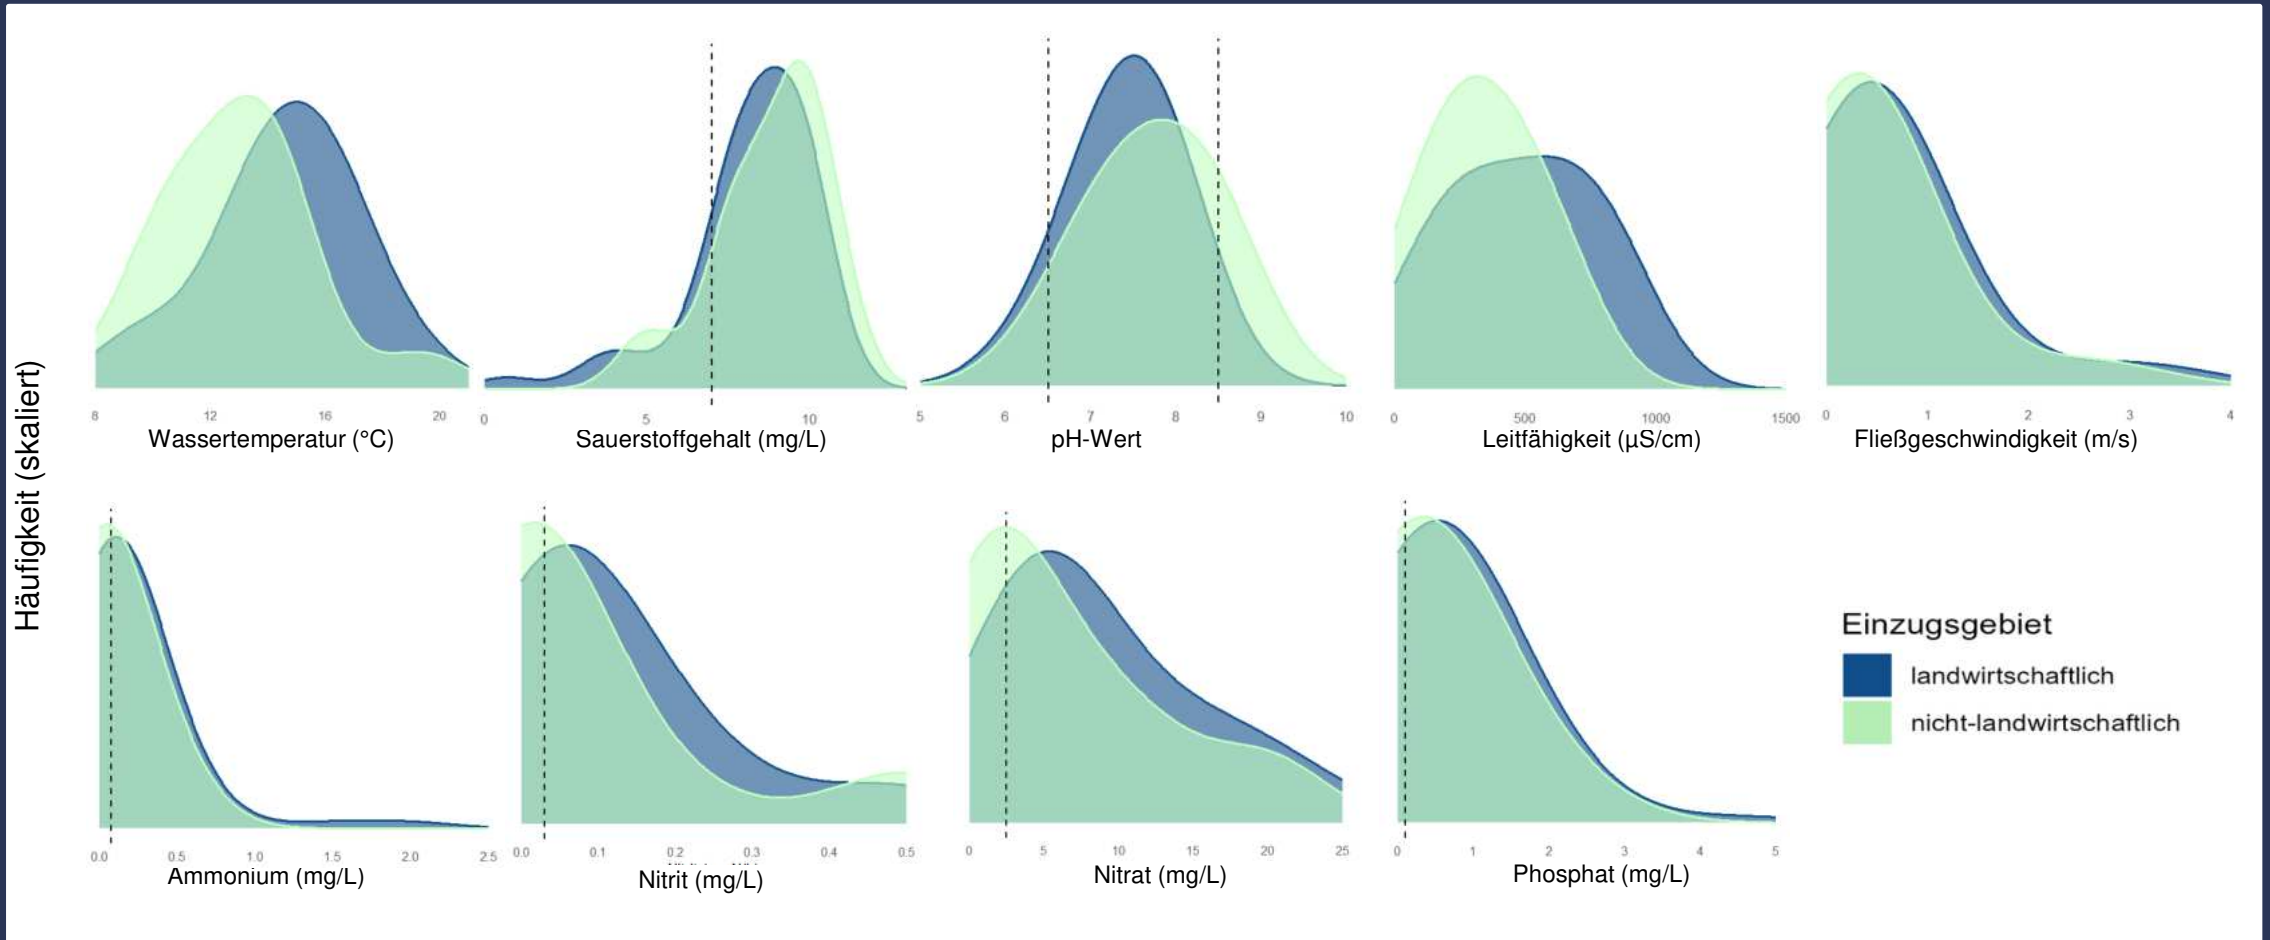 Häufigkeit (skaliert)
8 12 16 20
Wassertemperatur (°C)
0 5 10
Sauerstoffgehalt (mg/L)
5 6 7 8 9 10
pH-Wert
0 500 1000 1500
Leitfähigkeit (µS/cm)
0 1 2 3 4
Fließgeschwindigkeit (m/s)
0.0 0.5 1.0 1.5 2.0 2.5
Ammonium (mg/L)
0.0 0.1 0.2 0.3 0.4 0.5
Nitrit (mg/L)
0 5 10 15 20 25
Nitrat (mg/L)
0 1 2 3 4 5
Phosphat (mg/L)
Einzugsgebiet
landwirtschaftlich
nicht-landwirtschaftlich